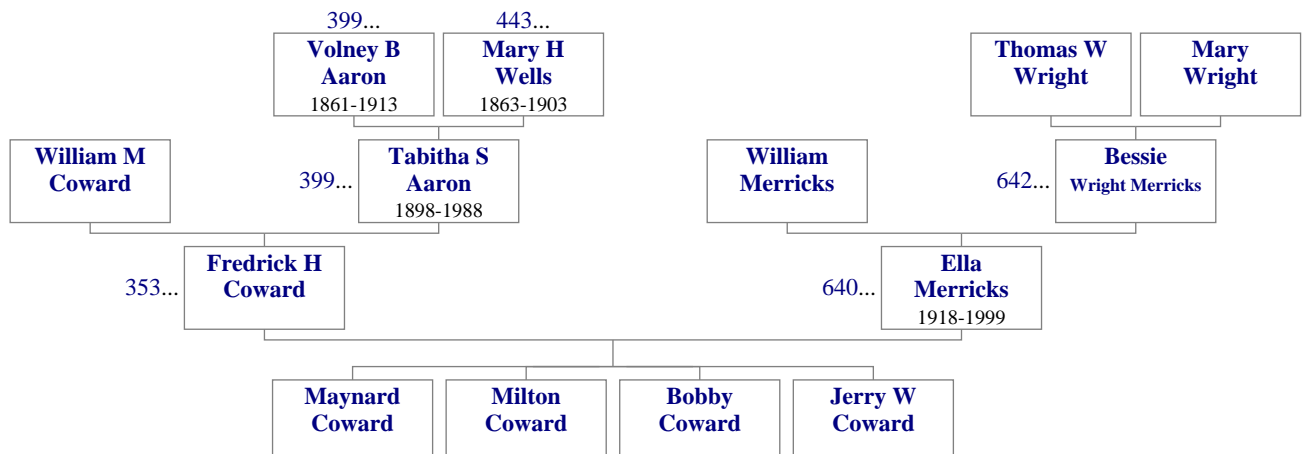 399...
443...
Volney B
Aaron
1861-1913
Mary H
Wells
1863-1903
Thomas W
Wright
Mary
Wright
William M
Coward
399...
Tabitha S
Aaron
1898-1988
William
Merricks
642...
Bessie
Wright Merricks
353...
Fredrick H
Coward
640...
Ella
Merricks
1918-1999
Maynard
Coward
Milton
Coward
Bobby
Coward
Jerry W
Coward